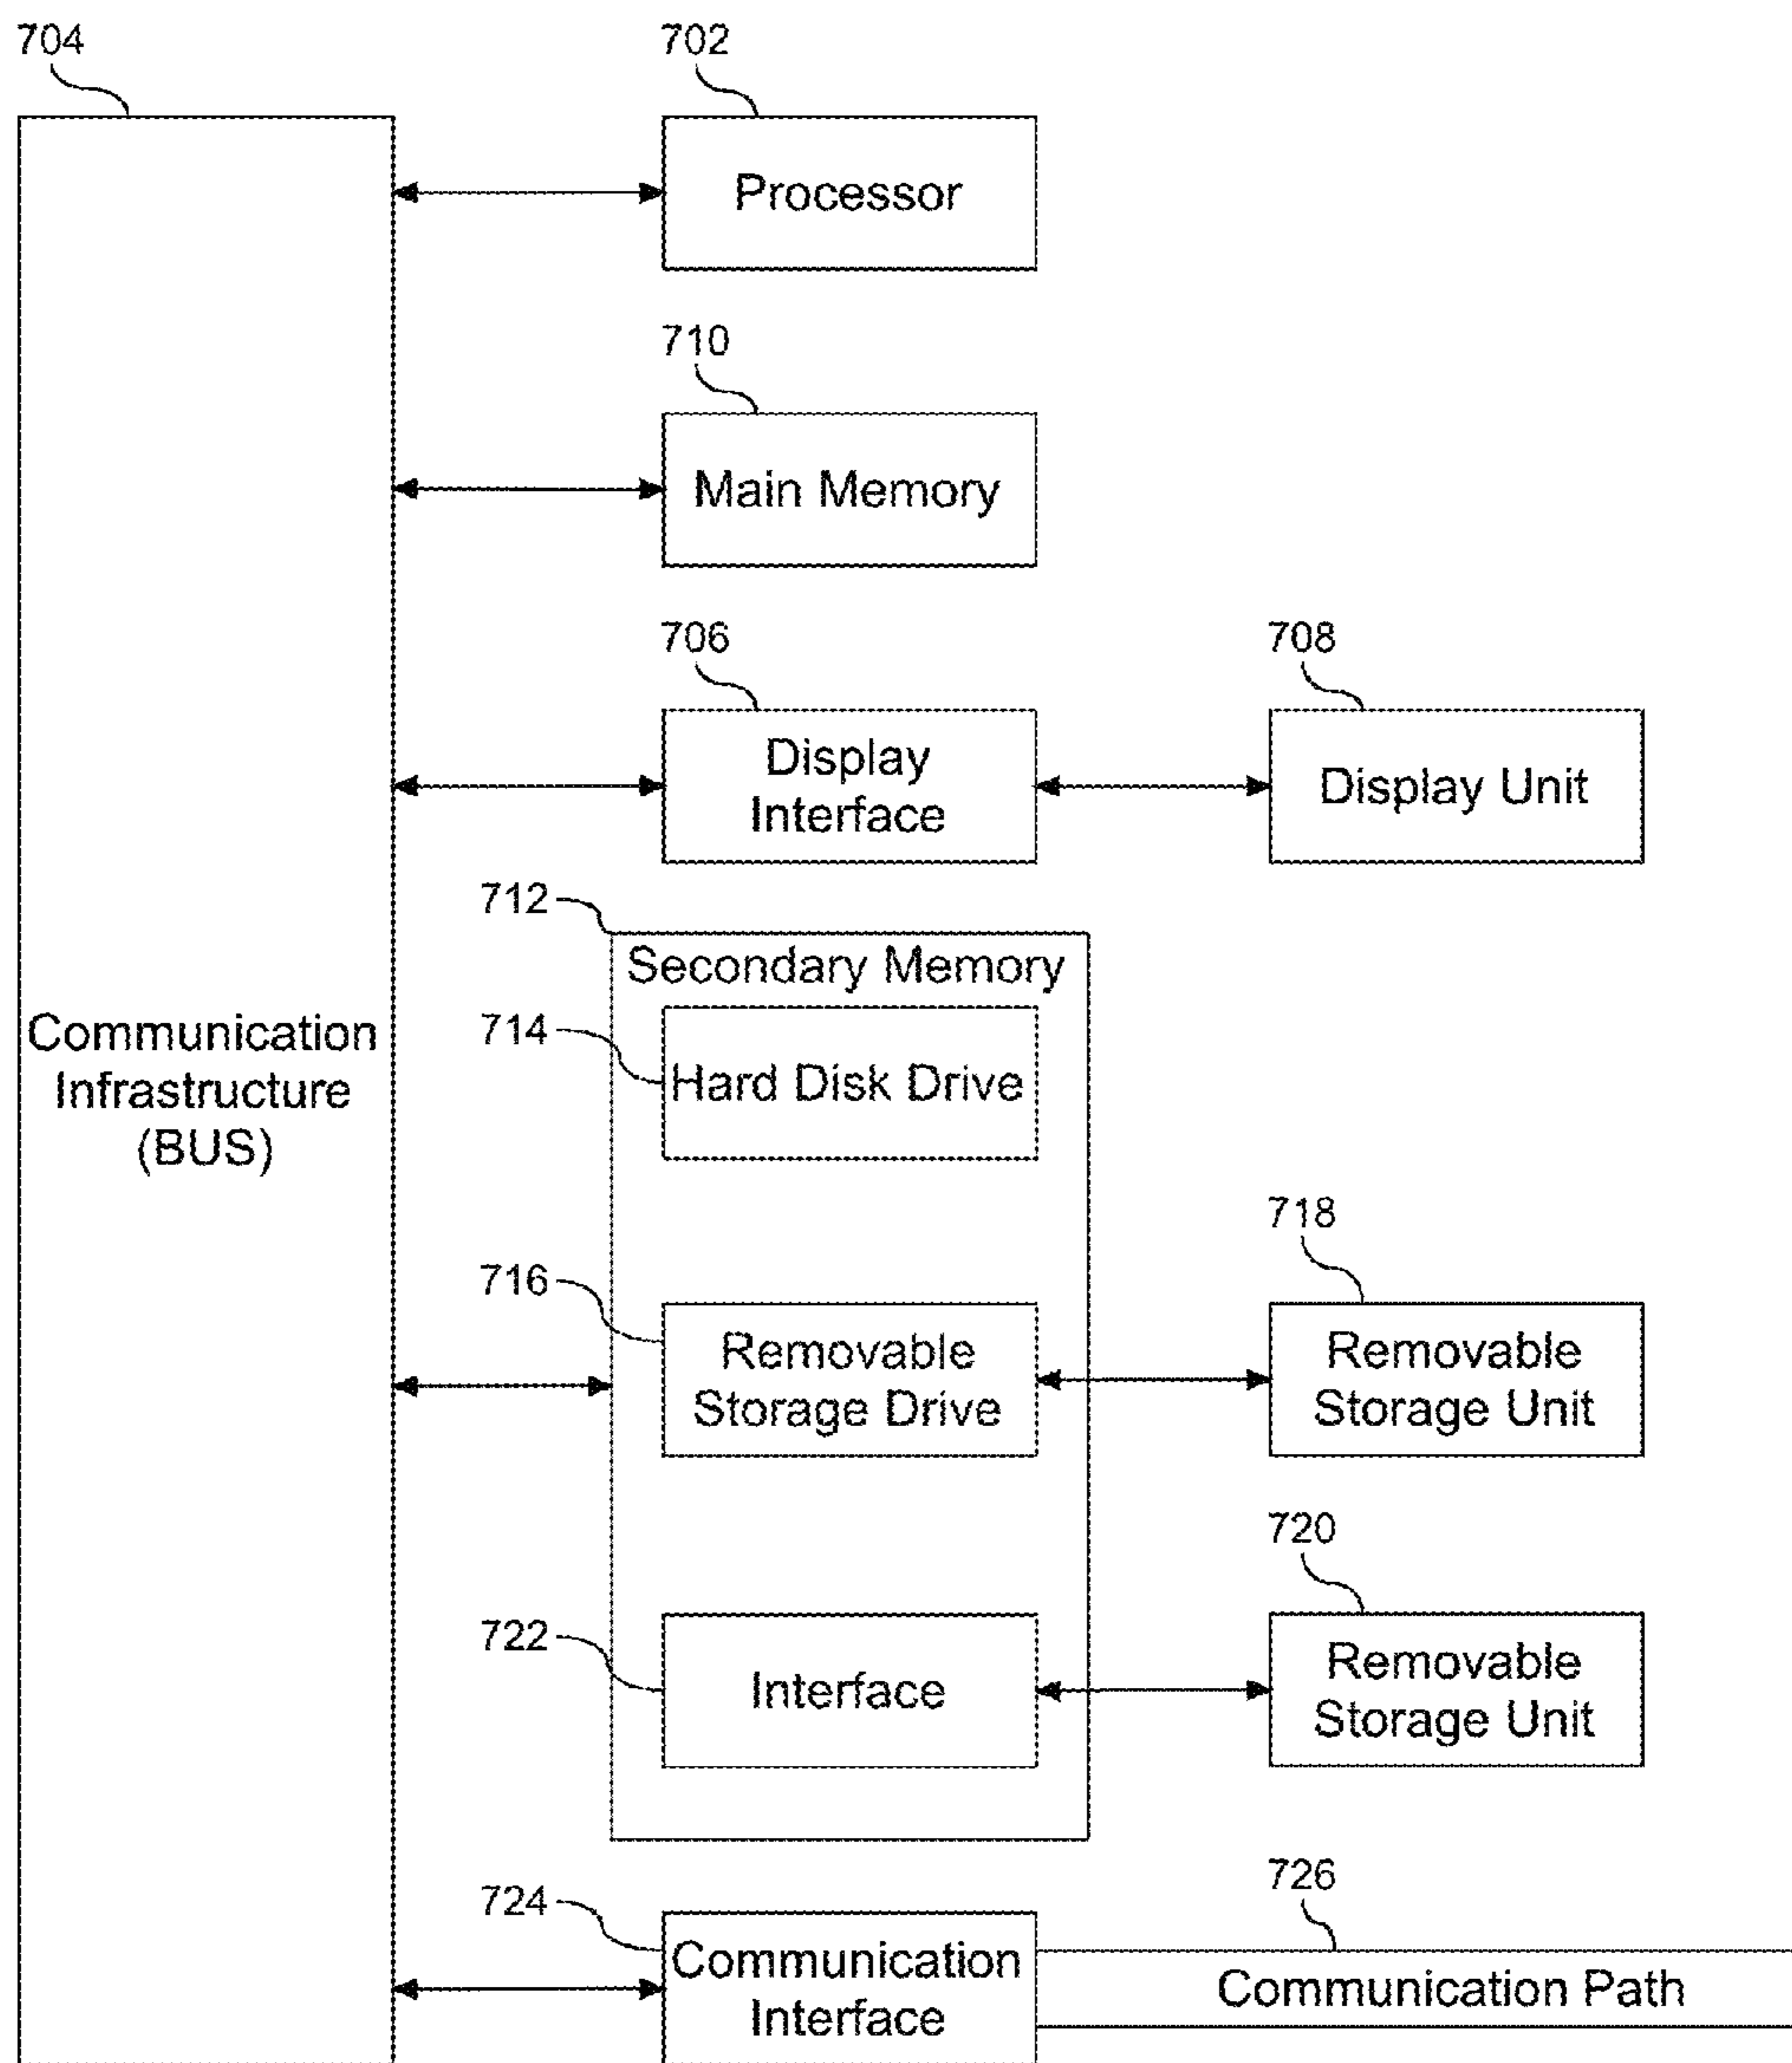 704
702
Processor
710
Main Memory
706
708
Display
Interface
Display Unit
712
Secondary Memory
714
Hard Disk Drive
Communication
Infrastructure
(BUS)
718
716
Removable
Storage Drive
Removable
Storage Unit
720
722
Interface
Removable
Storage Unit
726
724
Communication
Interface
Communication Path